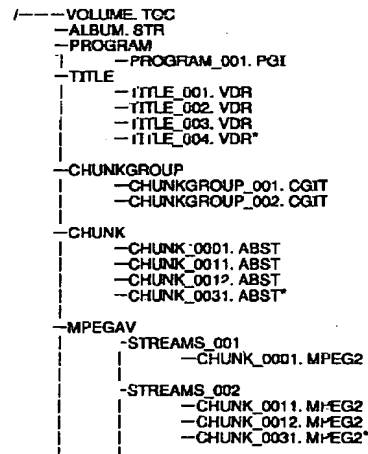 /----VOLUME. TOC
—ALBUM. STR
—PROGRAM
—PROGRAM_001. PGI
—TITLE
—TITLE_001. VDR
—TITLE_002. VDR
—TITLE_003. VDR
—TITLE_004. VDR*
—CHUNKGROUP
—CHUNKGROUP_001. CGIT
—CHUNKGROUP_002. CGIT
—CHUNK
—CHUNK_0001. ABST
—CHUNK_0011. ABST
—CHUNK_0012. ABST
—CHUNK_0031. ABST*
—MPEGAV
-STREAMS_001
—CHUNK_0001. MPEG2
-STREAMS_002
—CHUNK_0011. MPEG2
—CHUNK_0012. MPEG2
—CHUNK_0031. MPEG2*